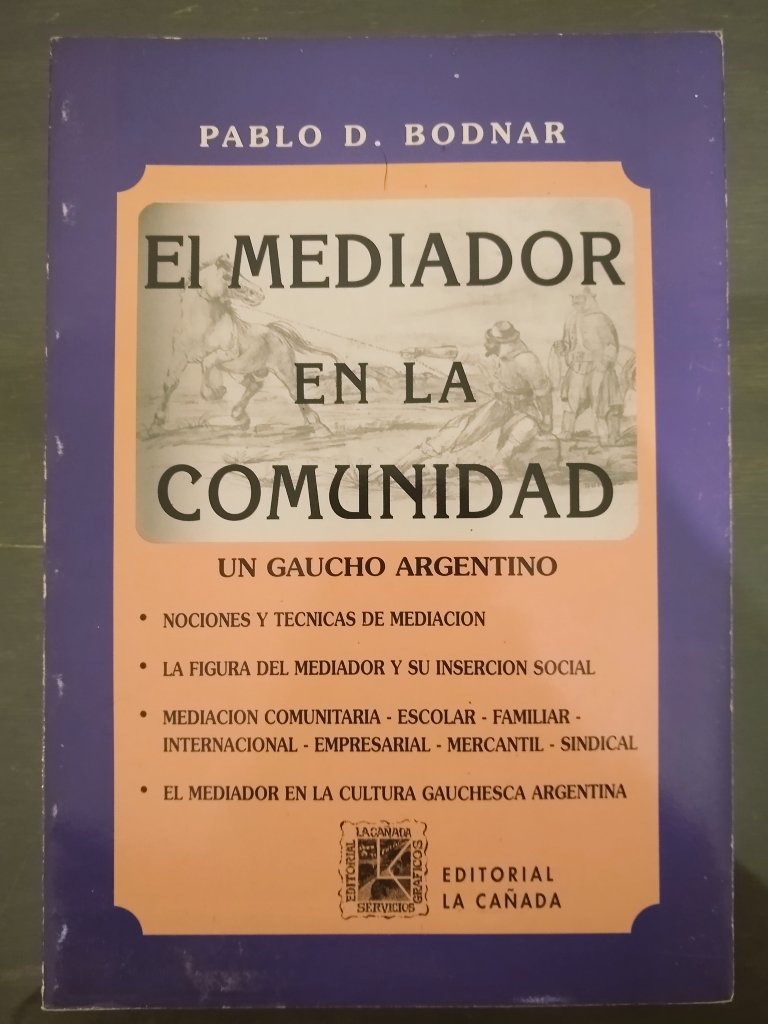 PABLO D. BODNAR
El MEDIADOR
EN LA
COMUNIDAD
UN GAUCHO ARGENTINO
• NOCIONES Y TECNICAS DE MEDIACION
• LA FIGURA DEL MEDIADOR Y SU INSERCION SOCIAL
• MEDIACION COMUNITARIA - ESCOLAR - FAMILIAR -
INTERNACIONAL - EMPRESARIAL - MERCANTIL - SINDICAL
• EL MEDIADOR EN LA CULTURA GAUCHESCA ARGENTINA
LA CAÑADA
EDITORIAL
GRAFICOS
SERVICIOS
EDITORIAL
LA CAÑADA